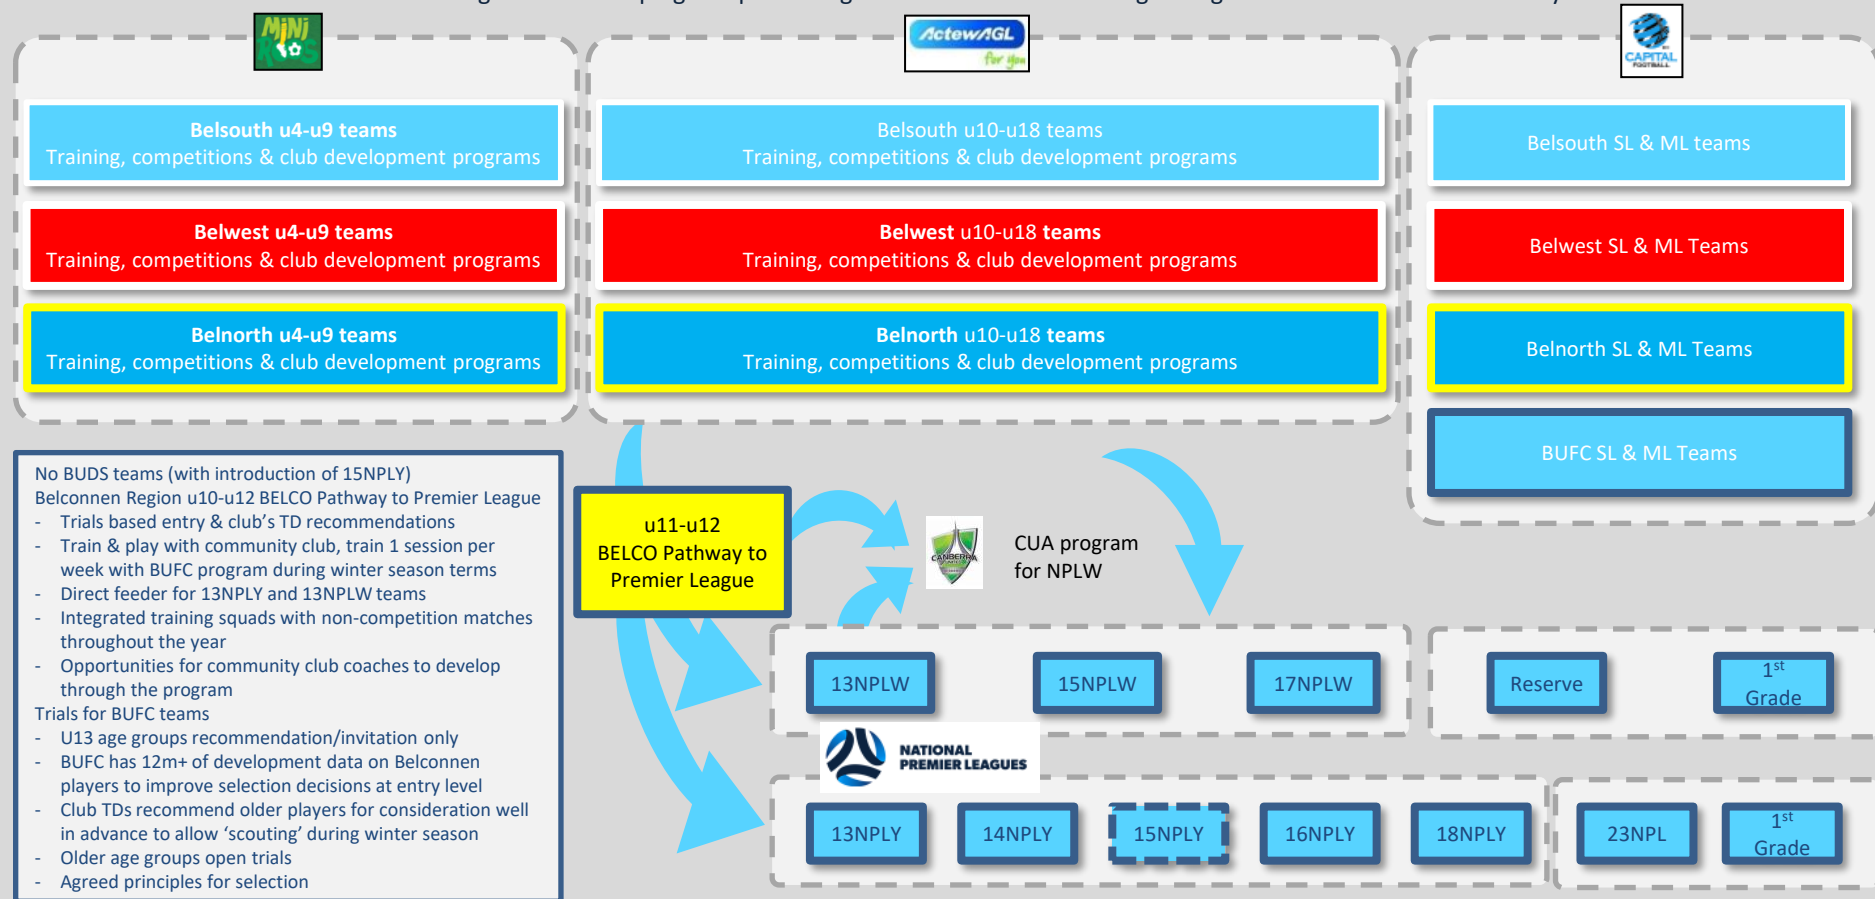 MiNi
ROOS
ActewAGL
for you
CAPITAL
FOOTBALL
Belsouth u4-u9 teams
Training, competitions & club development programs
Belsouth u10-u18 teams
Training, competitions & club development programs
Belsouth SL & ML teams
Belwest u4-u9 teams
Training, competitions & club development programs
Belwest u10-u18 teams
Training, competitions & club development programs
Belwest SL & ML Teams
Belnorth u4-u9 teams
Training, competitions & club development programs
Belnorth u10-u18 teams
Training, competitions & club development programs
Belnorth SL & ML Teams
BUFC SL & ML Teams
No BUDS teams (with introduction of 15NPLY)
Belconnen Region u10-u12 BELCO Pathway to Premier League
- Trials based entry & club's TD recommendations
- Train & play with community club, train 1 session per
week with BUFC program during winter season terms
- Direct feeder for 13NPLY and 13NPLW teams
- Integrated training squads with non-competition matches
throughout the year
- Opportunities for community club coaches to develop
through the program
Trials for BUFC teams
- U13 age groups recommendation/invitation only
- BUFC has 12m+ of development data on Belconnen
players to improve selection decisions at entry level
- Club TDs recommend older players for consideration well
in advance to allow ‘scouting’ during winter season
- Older age groups open trials
- Agreed principles for selection
u11-u12
BELCO Pathway to
Premier League
CANBERRA
CUA program
for NPLW
13NPLW
15NPLW
17NPLW
Reserve
1st
Grade
NATIONAL
PREMIER LEAGUES
13NPLY
14NPLY
15NPLY
16NPLY
18NPLY
23NPL
1st
Grade